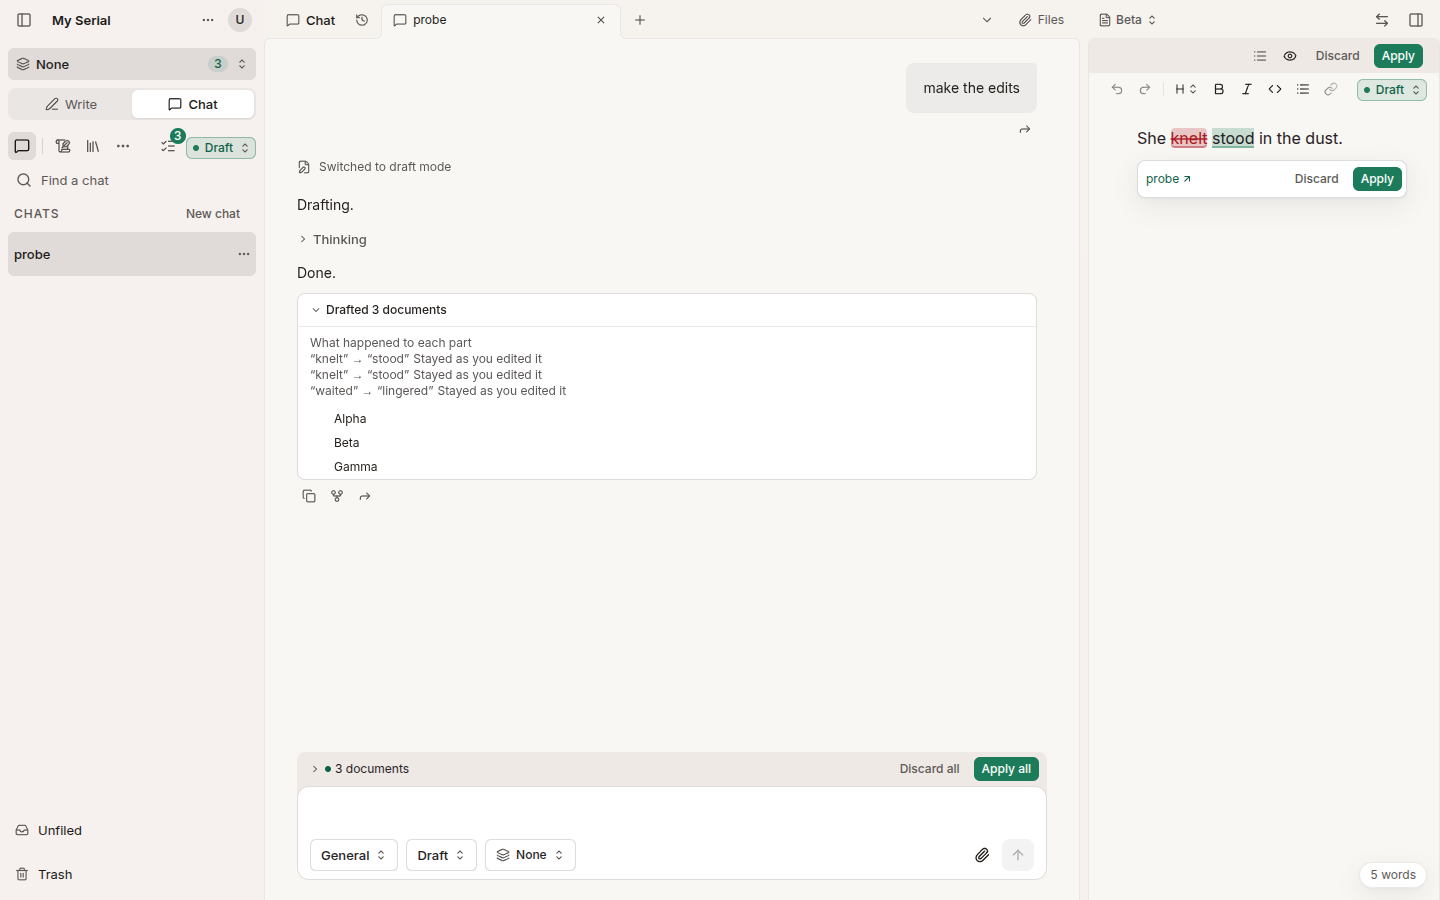 My Serial
U
None
3
Write
Chat
3
Draft
Find a chat
CHATS
New chat
probe
Unfiled
Trash
Chat
probe
Files
make the edits
Switched to draft mode
Drafting.
Thinking
Done.
Drafted 3 documents
What happened to each part
“knelt” → “stood” Stayed as you edited it
“knelt” → “stood” Stayed as you edited it
“waited” → “lingered” Stayed as you edited it
Alpha
Beta
Gamma
3 documents
Discard all
Apply all
General
Draft
None
Beta
Discard
Apply
H
B
I
Draft
She knelt stood in the dust.
probe
Discard
Apply
5 words